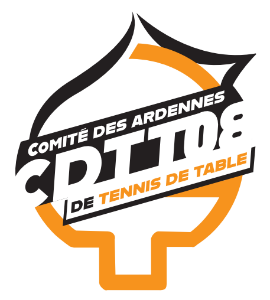 COMITÉ DES ARDENNES
CDTT08
DE TENNIS DE TABLE